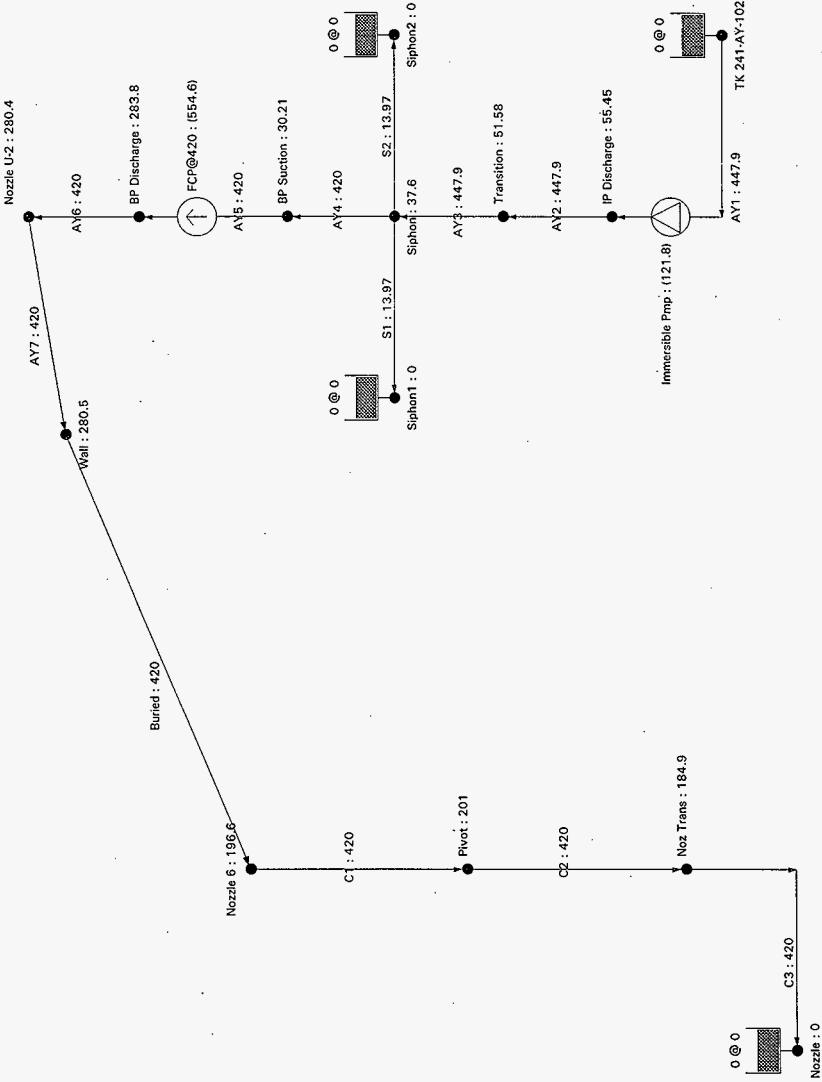 Nozzle U-2 : 280.4
AY6 : 420
BP Discharge : 283.8
FCP@420 : (554.6)
AY5 : 420
BP Suction : 30.21
AY4 : 420
0 @ 0
Siphon2 : 0
S2 : 13.97
Siphon : 37.6
S1 : 13.97
0 @ 0
Siphon1 : 0
AY3 : 447.9
Transition : 51.58
AY2 : 447.9
IP Discharge : 55.45
Immersible Pmp : (121.8)
AY1 : 447.9
0 @ 0
TK 241-AY-102
AY7 : 420
Wall : 280.5
Buried : 420
Nozzle 6 : 196.6
C1 : 420
Pivot : 201
C2 : 420
Noz Trans : 184.9
C3 : 420
0 @ 0
Nozzle : 0